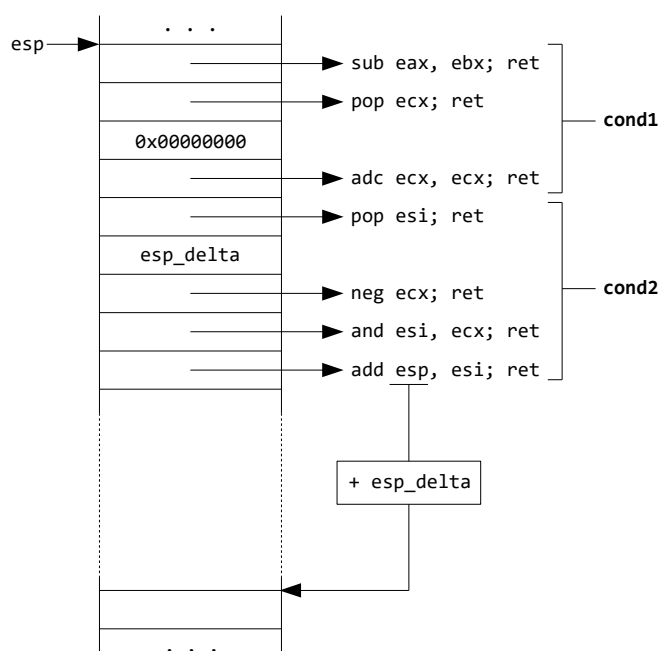 . . .
esp
sub eax, ebx; ret
pop ecx; ret
cond1
0x00000000
adc ecx, ecx; ret
pop esi; ret
esp_delta
cond2
neg ecx; ret
and esi, ecx; ret
add esp, esi; ret
+ esp_delta
. . .